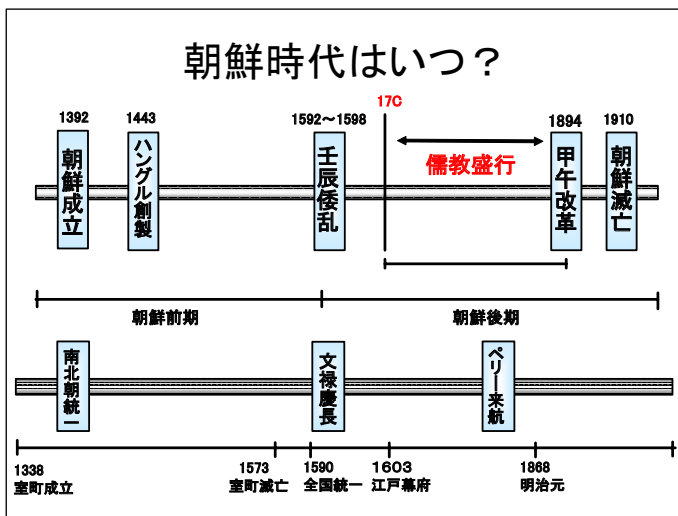 朝鮮時代はいつ？
17C
1392
1443
1592～1598
1894
1910
朝鮮成立
ハングル創製
壬辰倭乱
儒教盛行
甲午改革
朝鮮滅亡
朝鮮前期
朝鮮後期
南北朝統一
文禄慶長
ペリー来航
1338
1573
1590
1603
1868
室町成立
室町滅亡
全国統一
江戸幕府
明治元